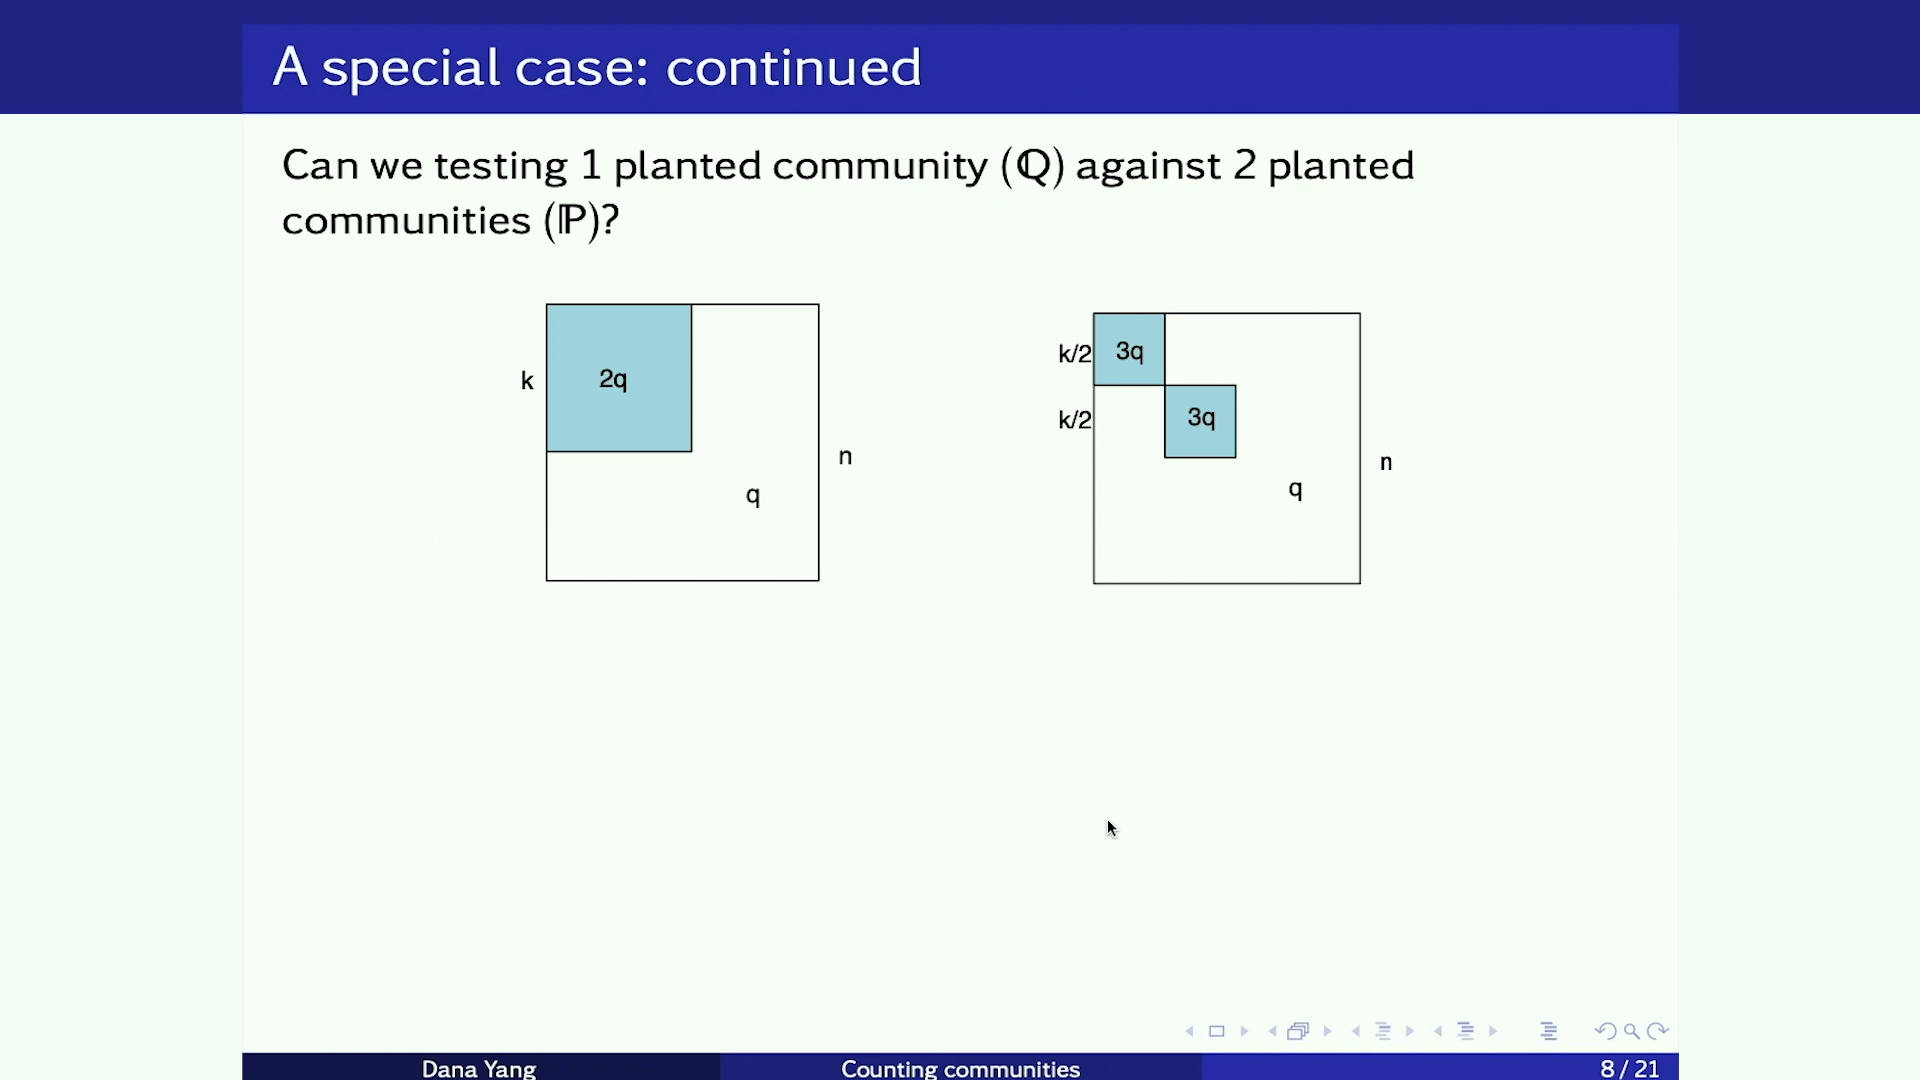 A special case: continued
Can we testing 1 planted community (ℚ) against 2 planted
communities (ℙ)?
k
2q
q
n
k/2
3q
k/2
3q
q
n
Dana Yang
Counting communities
8 / 21